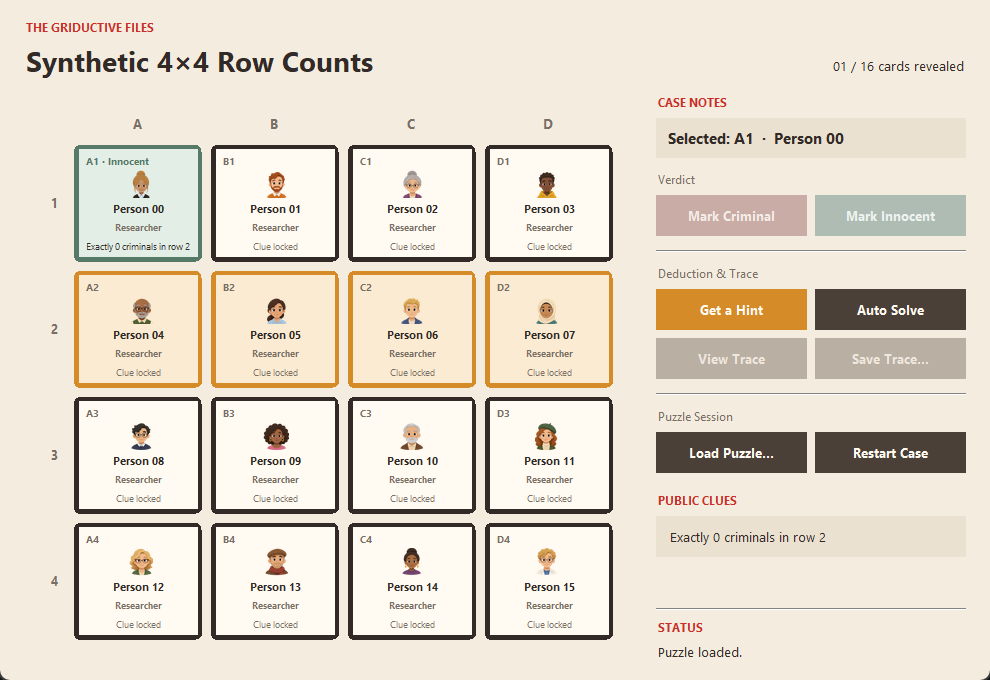 THE GRIDUCTIVE FILES
Synthetic 4×4 Row Counts
01 / 16 cards revealed
A B C D
1
A1 · Innocent
Person 00
Researcher
Exactly 0 criminals in row 2
B1
Person 01
Researcher
Clue locked
C1
Person 02
Researcher
Clue locked
D1
Person 03
Researcher
Clue locked
2
A2
Person 04
Researcher
Clue locked
B2
Person 05
Researcher
Clue locked
C2
Person 06
Researcher
Clue locked
D2
Person 07
Researcher
Clue locked
3
A3
Person 08
Researcher
Clue locked
B3
Person 09
Researcher
Clue locked
C3
Person 10
Researcher
Clue locked
D3
Person 11
Researcher
Clue locked
4
A4
Person 12
Researcher
Clue locked
B4
Person 13
Researcher
Clue locked
C4
Person 14
Researcher
Clue locked
D4
Person 15
Researcher
Clue locked
CASE NOTES
Selected: A1 · Person 00
Verdict
Mark Criminal
Mark Innocent
Deduction & Trace
Get a Hint
Auto Solve
View Trace
Save Trace...
Puzzle Session
Load Puzzle...
Restart Case
PUBLIC CLUES
Exactly 0 criminals in row 2
STATUS
Puzzle loaded.